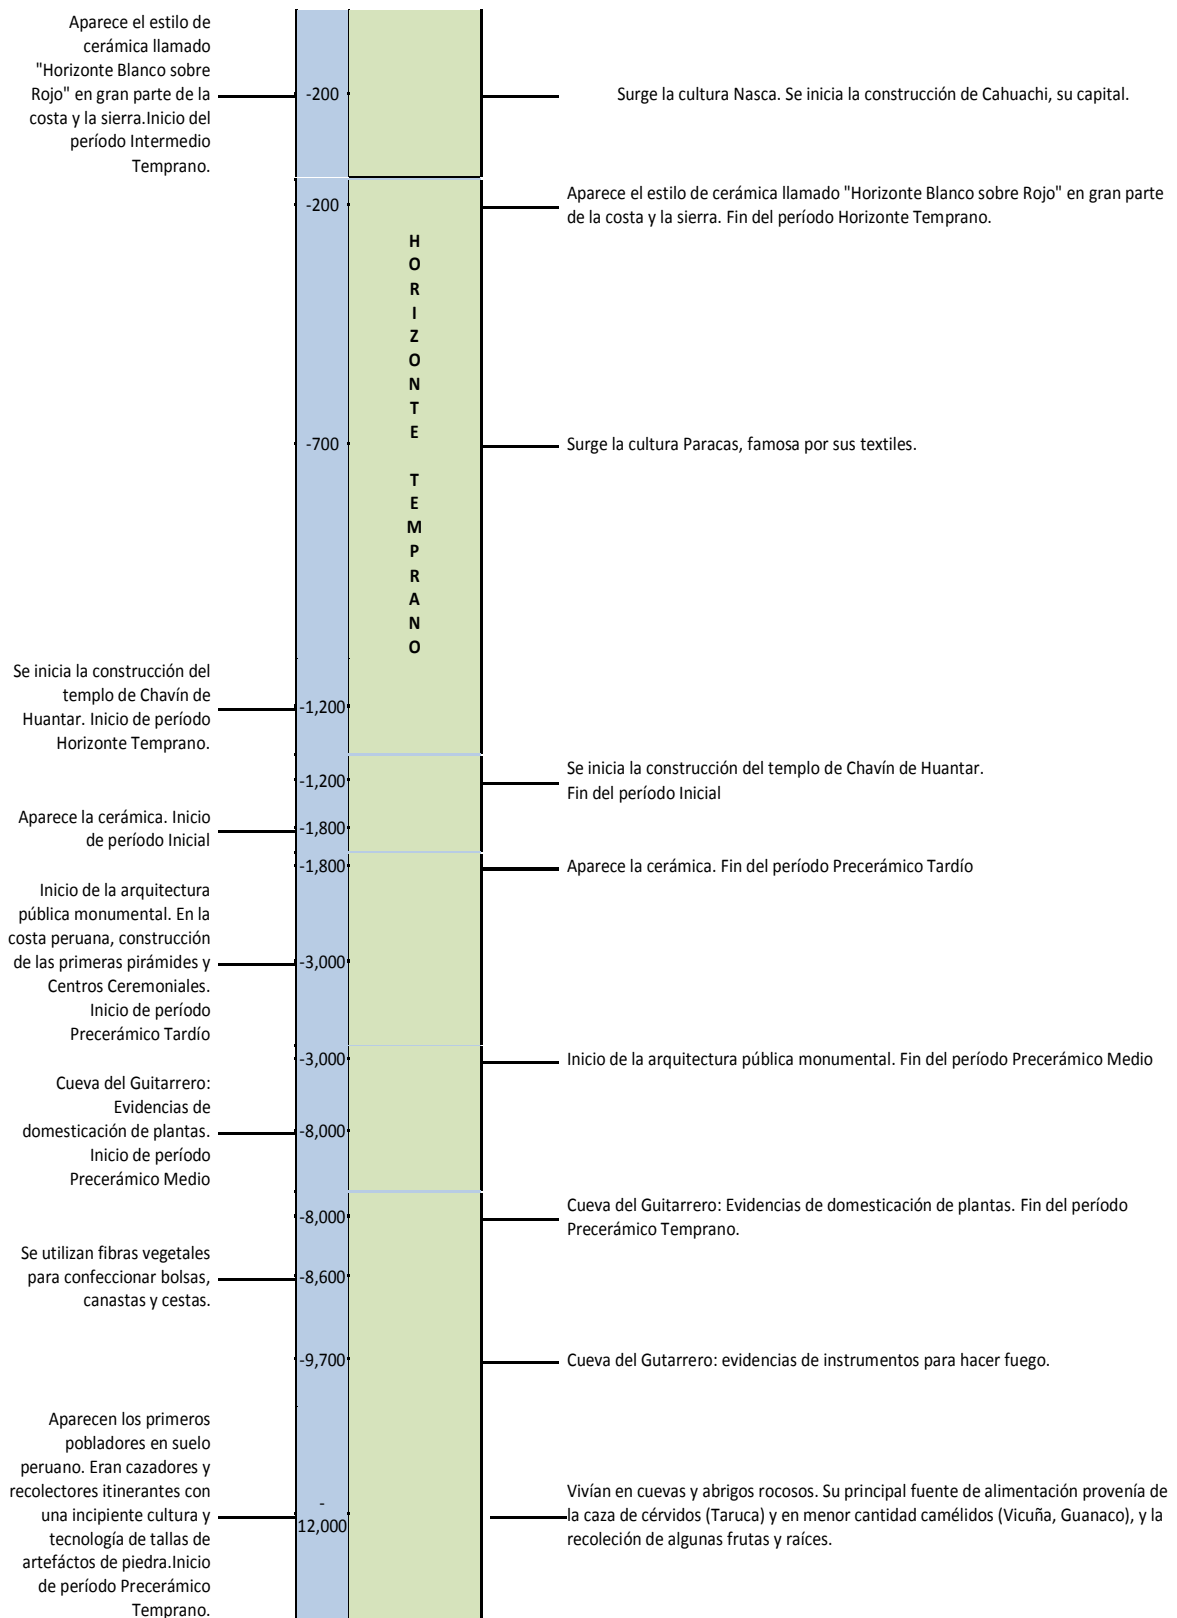 Aparece el estilo de
cerámica llamado
"Horizonte Blanco sobre
Rojo" en gran parte de la
costa y la sierra.Inicio del
período Intermedio
Temprano.
-200
Surge la cultura Nasca. Se inicia la construcción de Cahuachi, su capital.
-200
Aparece el estilo de cerámica llamado "Horizonte Blanco sobre Rojo" en gran parte
de la costa y la sierra. Fin del período Horizonte Temprano.
HORIZONTE TEMPRANO
-700
Surge la cultura Paracas, famosa por sus textiles.
Se inicia la construcción del
templo de Chavín de
Huantar. Inicio de período
Horizonte Temprano.
-1,200
-1,200
Se inicia la construcción del templo de Chavín de Huantar.
Fin del período Inicial
Aparece la cerámica. Inicio
de período Inicial
-1,800
-1,800
Aparece la cerámica. Fin del período Precerámico Tardío
Inicio de la arquitectura
pública monumental. En la
costa peruana, construcción
de las primeras pirámides y
Centros Ceremoniales.
Inicio de período
Precerámico Tardío
-3,000
-3,000
Inicio de la arquitectura pública monumental. Fin del período Precerámico Medio
Cueva del Guitarrero:
Evidencias de
domesticación de plantas.
Inicio de período
Precerámico Medio
-8,000
-8,000
Cueva del Guitarrero: Evidencias de domesticación de plantas. Fin del período
Precerámico Temprano.
Se utilizan fibras vegetales
para confeccionar bolsas,
canastas y cestas.
-8,600
-9,700
Cueva del Gutarrero: evidencias de instrumentos para hacer fuego.
Aparecen los primeros
pobladores en suelo
peruano. Eran cazadores y
recolectores itinerantes con
una incipiente cultura y
tecnología de tallas de
artefáctos de piedra.Inicio
de período Precerámico
Temprano.
-
12,000
Vivían en cuevas y abrigos rocosos. Su principal fuente de alimentación provenía de
la caza de cérvidos (Taruca) y en menor cantidad camélidos (Vicuña, Guanaco), y la
recoleción de algunas frutas y raíces.